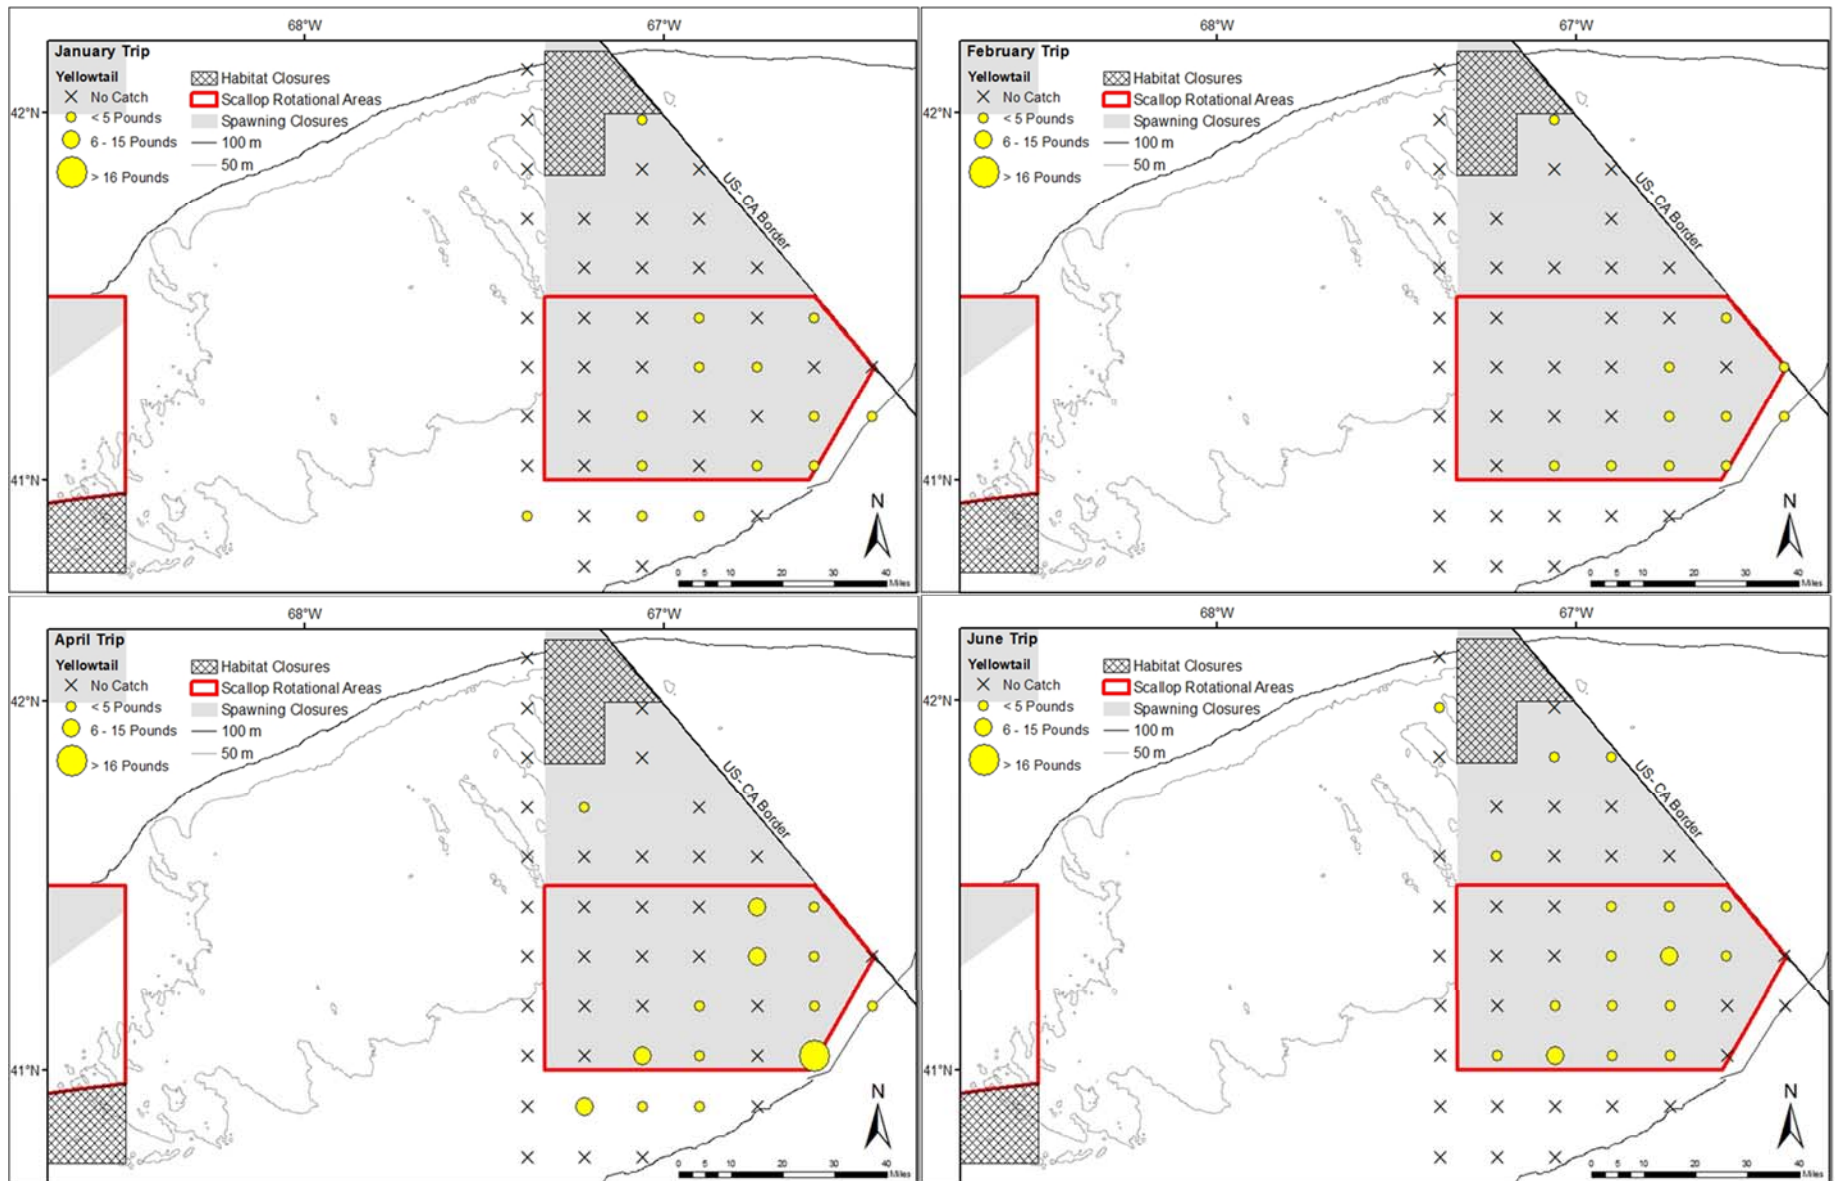 68°W 67°W
January Trip
Yellowtail
No Catch
< 5 Pounds
6 - 15 Pounds
> 16 Pounds
Habitat Closures
Scallop Rotational Areas
Spawning Closures
100 m
50 m
42°N
41°N
US-CA Border
N
0 5 10 20 30 40
Miles
68°W 67°W
February Trip
Yellowtail
No Catch
< 5 Pounds
6 - 15 Pounds
> 16 Pounds
Habitat Closures
Scallop Rotational Areas
Spawning Closures
100 m
50 m
42°N
41°N
US-CA Border
N
0 5 10 20 30 40
Miles
68°W 67°W
April Trip
Yellowtail
No Catch
< 5 Pounds
6 - 15 Pounds
> 16 Pounds
Habitat Closures
Scallop Rotational Areas
Spawning Closures
100 m
50 m
42°N
41°N
US-CA Border
N
0 5 10 20 30 40
Miles
68°W 67°W
June Trip
Yellowtail
No Catch
< 5 Pounds
6 - 15 Pounds
> 16 Pounds
Habitat Closures
Scallop Rotational Areas
Spawning Closures
100 m
50 m
42°N
41°N
US-CA Border
N
0 5 10 20 30 40
Miles